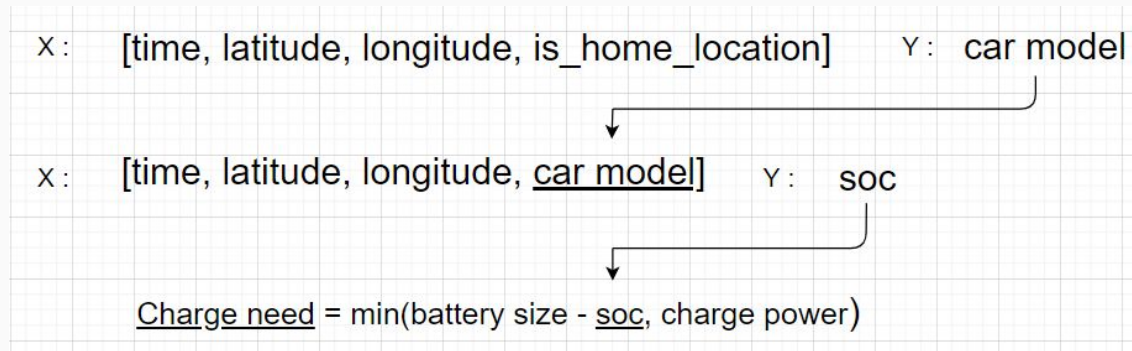 X : [time, latitude, longitude, is_home_location] Y : car model
X : [time, latitude, longitude, car model] Y : soc
Charge need = min(battery size - soc, charge power)